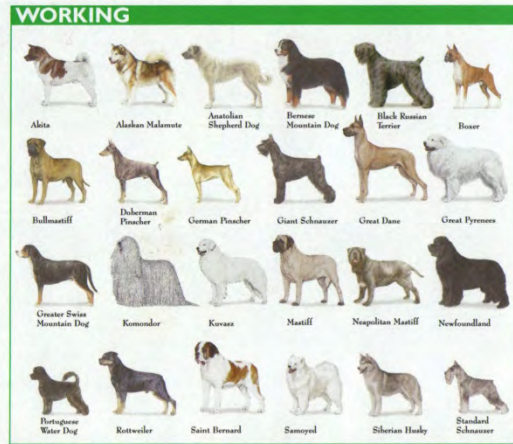 WORKING
Akita
Alaskan Malamute
Anatolian
Shepherd Dog
Bernese
Mountain Dog
Black Russian
Terrier
Boxer
Bullmastiff
Doberman
Pinscher
German Pinscher
Giant Schnauzer
Great Dane
Great Pyrenees
Greater Swiss
Mountain Dog
Komondor
Kuvasz
Mastiff
Neapolitan Mastiff
Newfoundland
Portuguese
Water Dog
Rottweiler
Saint Bernard
Samoyed
Siberian Husky
Standard
Schnauzer